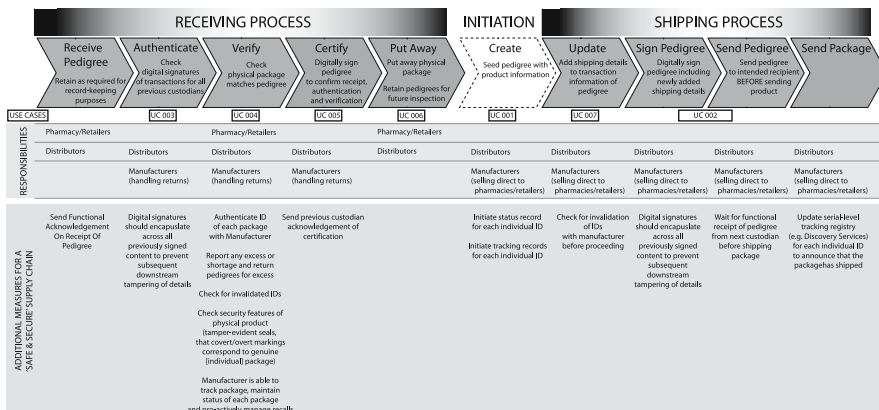 RECEIVING PROCESS
INITIATION
SHIPPING PROCESS
Receive
Pedigree
Retain as required for
record-keeping
purposes
Authenticate
Check
digital signatures
of transactions for all
previous custodians
Verify
Check
physical package
matches pedigree
Certify
Digitally sign
pedigree
to confirm receipt,
authentication
and verification
Put Away
Put away physical
package
Retain pedigrees for
future inspection
Create
Seed pedigree with
product information
Update
Add shipping details
to transaction
information of
pedigree
Sign Pedigree
Digitally sign
pedigree including
newly added
shipping details
Send Pedigree
Send pedigree
to intended recipient
BEFORE sending
product
Send Package
USE CASES
UC 003
UC 004
UC 005
UC 006
UC 001
UC 007
UC 002
RESPONSIBILITIES
Pharmacy/Retailers
Pharmacy/Retailers
Pharmacy/Retailers
Distributors
Distributors
Distributors
Distributors
Distributors
Distributors
Distributors
Distributors
Distributors
Distributors
Manufacturers
(handling returns)
Manufacturers
(handling returns)
Manufacturers
(handling returns)
Manufacturers
(selling direct to
pharmacies/retailers)
Manufacturers
(selling direct to
pharmacies/retailers)
Manufacturers
(selling direct to
pharmacies/retailers)
Manufacturers
(selling direct to
pharmacies/retailers)
Manufacturers
(selling direct to
pharmacies/retailers)
ADDITIONAL MEASURES FOR A
'SAFE & SECURE' SUPPLY CHAIN
Send Functional
Acknowledgement
On Receipt Of
Pedigree
Digital signatures
should encapuslate
across all
previously signed
content to prevent
subsequent
downstream
tampering of details
Authenticate ID
of each package
with Manufacturer
Report any excess or
shortage and return
pedigrees for excess
Check for invalidated IDs
Check security features of
physical product
(tamper-evident seals,
that covert/overt markings
correspond to genuine
[individual] package)
Manufacturer is able to
track package, maintain
status of each package
and pro-actively manage recalls
Send previous custodian
acknowledgement of
certification
Initiate status record
for each individual ID
Initiate tracking records
for each individual ID
Check for invalidation
of IDs
with manufacturer
before proceeding
Digital signatures
should encapsulate
across all
previously signed
content to prevent
subsequent
downstream
tampering of details
Wait for functional
receipt of pedigree
from next custodian
before shipping
package
Update serial-level
tracking registry
(e.g. Discovery Services)
for each individual ID
to announce that the
packagehas shipped